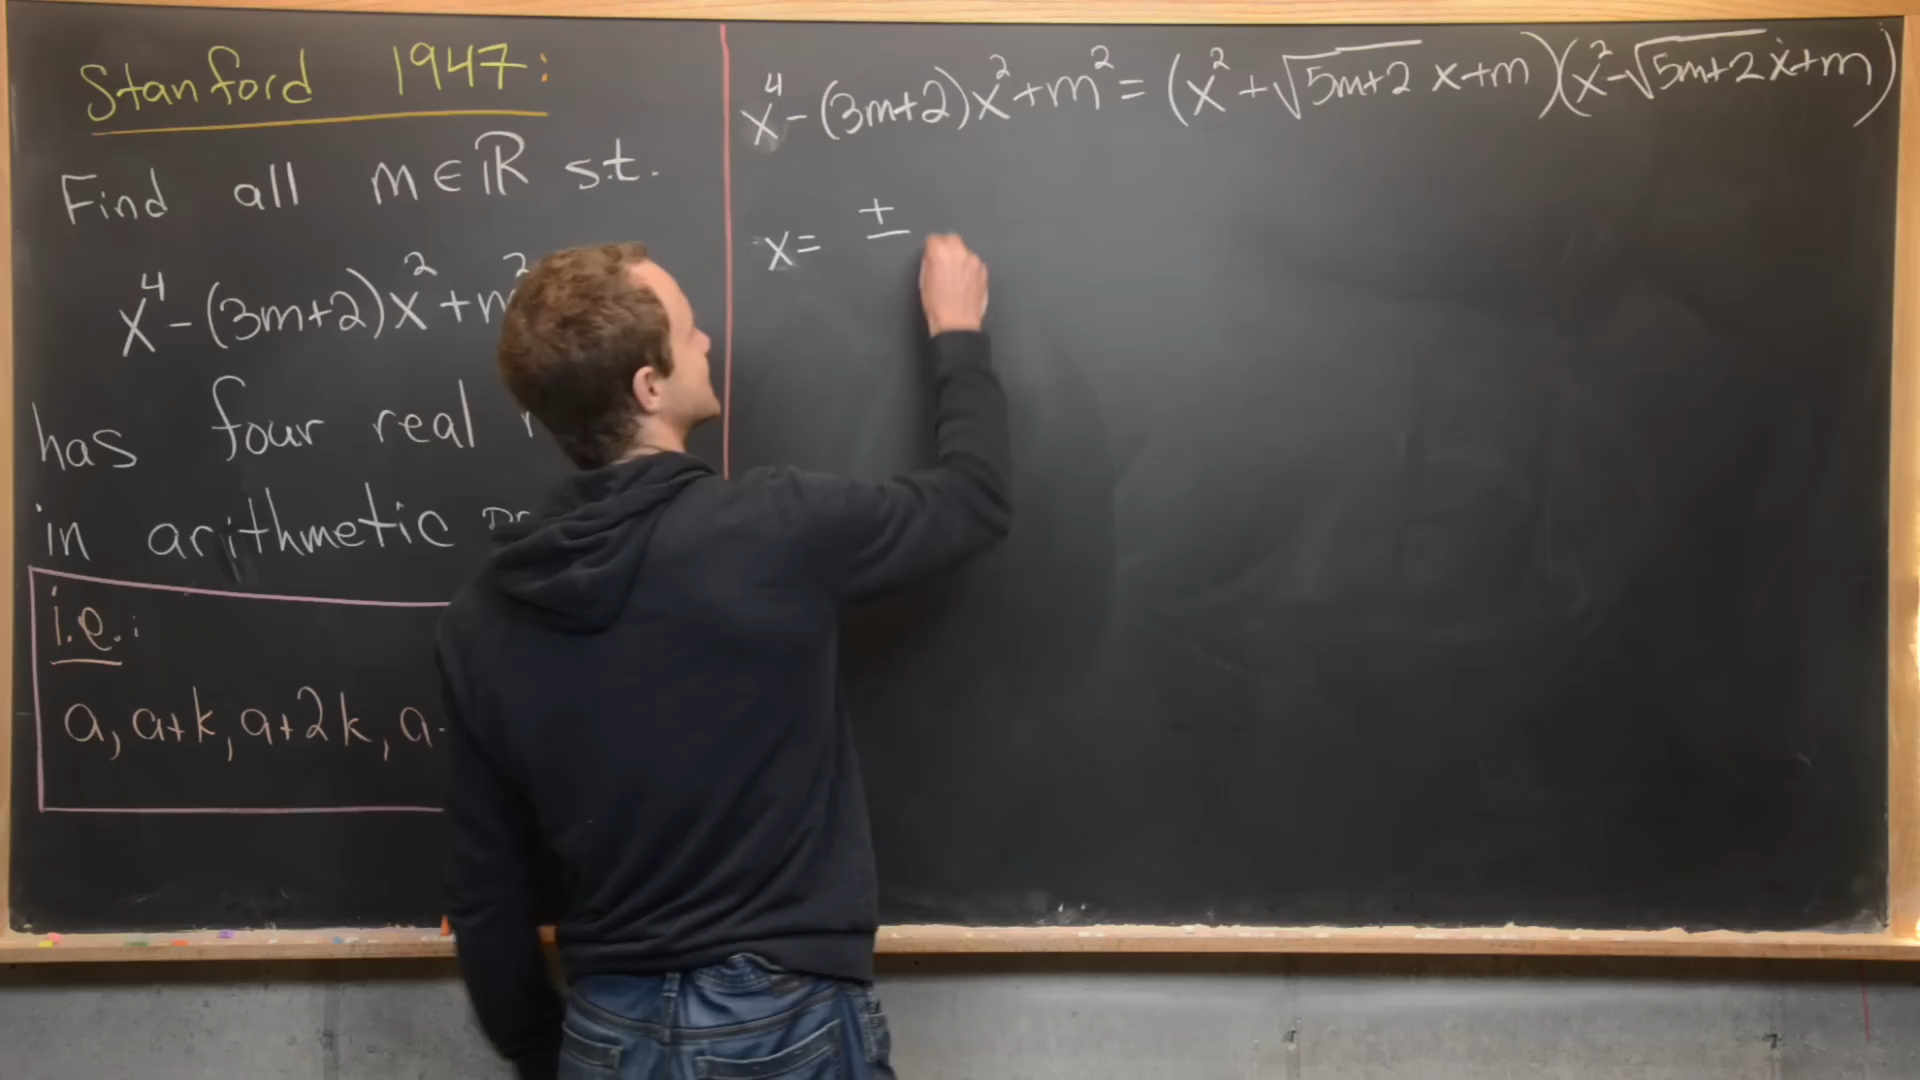 Stanford 1947:
Find all m∈ℝ s.t.
x⁴-(3m+2)x²+m²
has four real
in arithmetic
i.e.:
a, a+k, a+2k, a
x⁴-(3m+2)x²+m²=(x²+√(5m+2) x+m)(x²-√(5m+2) x+m)
x= ±